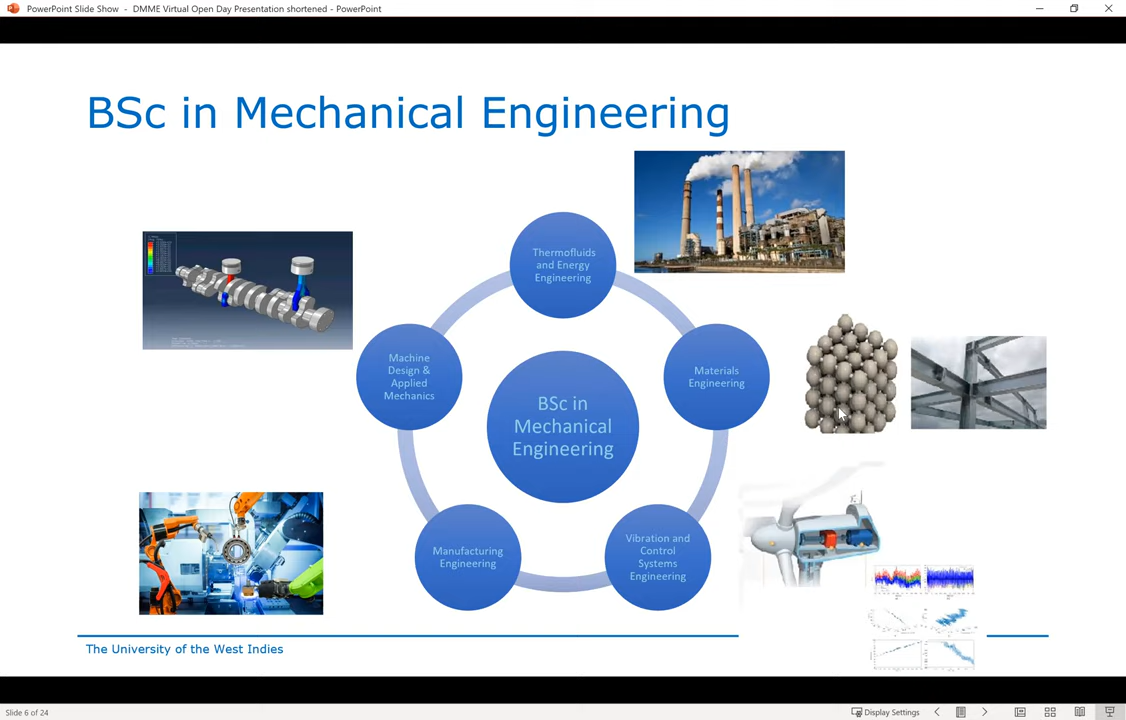 PowerPoint Slide Show - DMME Virtual Open Day Presentation shortened - PowerPoint
BSc in Mechanical Engineering
Thermofluids
and Energy
Engineering
Machine
Design &
Applied
Mechanics
Materials
Engineering
BSc in
Mechanical
Engineering
Manufacturing
Engineering
Vibration and
Control
Systems
Engineering
The University of the West Indies
Slide 6 of 24
Display Settings